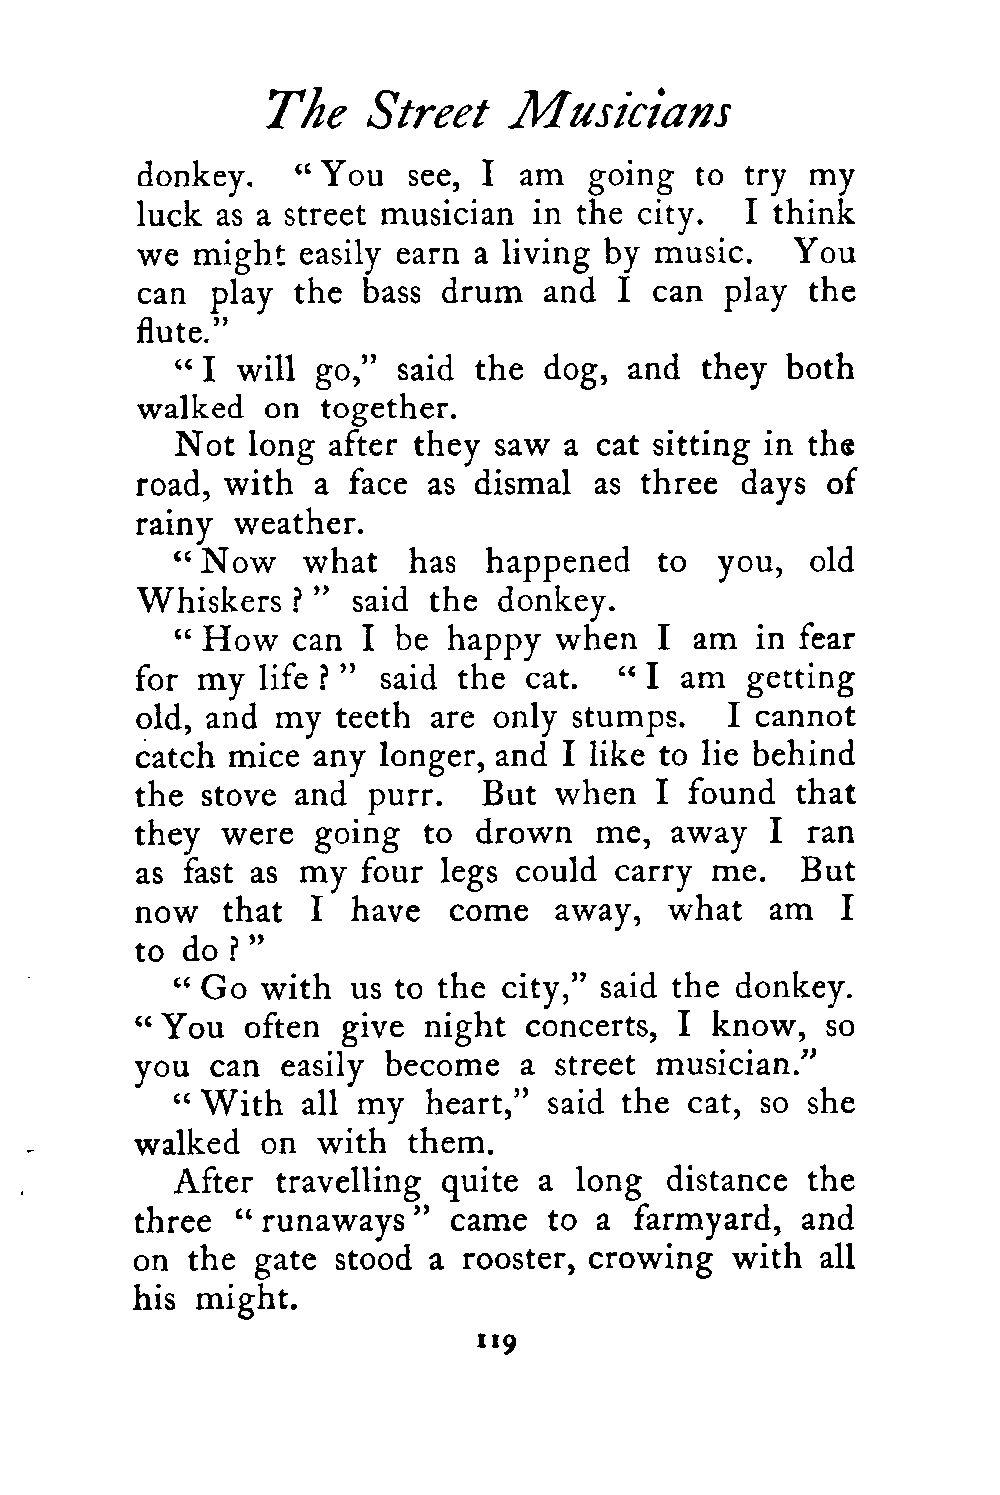 The Street Musicians
donkey. “ You see, I am going to try my
luck as a street musician in the city. I think
we might easily earn a living by music. You
can play the bass drum and I can play the
flute.”
“ I will go,” said the dog, and they both
walked on together.
Not long after they saw a cat sitting in the
road, with a face as dismal as three days of
rainy weather.
“ Now what has happened to you, old
Whiskers ? ” said the donkey.
“ How can I be happy when I am in fear
for my life ? ” said the cat. “ I am getting
old, and my teeth are only stumps. I cannot
catch mice any longer, and I like to lie behind
the stove and purr. But when I found that
they were going to drown me, away I ran
as fast as my four legs could carry me. But
now that I have come away, what am I
to do ? ”
“ Go with us to the city,” said the donkey.
“ You often give night concerts, I know, so
you can easily become a street musician.”
“ With all my heart,” said the cat, so she
walked on with them.
After travelling quite a long distance the
three “ runaways ” came to a farmyard, and
on the gate stood a rooster, crowing with all
his might.
119